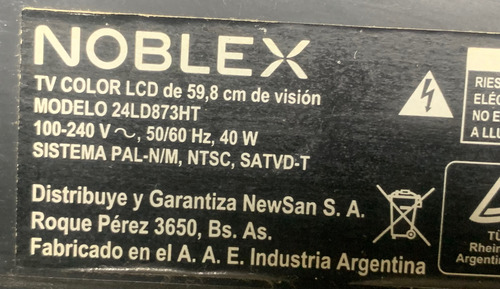 NOBLEX
TV COLOR LCD de 59,8 cm de visión
MODELO 24LD873HT
100-240 V ~, 50/60 Hz, 40 W
SISTEMA PAL-N/M, NTSC, SATVD-T
Distribuye y Garantiza NewSan S. A.
Roque Pérez 3650, Bs. As.
Fabricado en el A. A. E. Industria Argentina
RIES
ELÉC
NO E
A LLU
TÜ
Rhein
Argentin